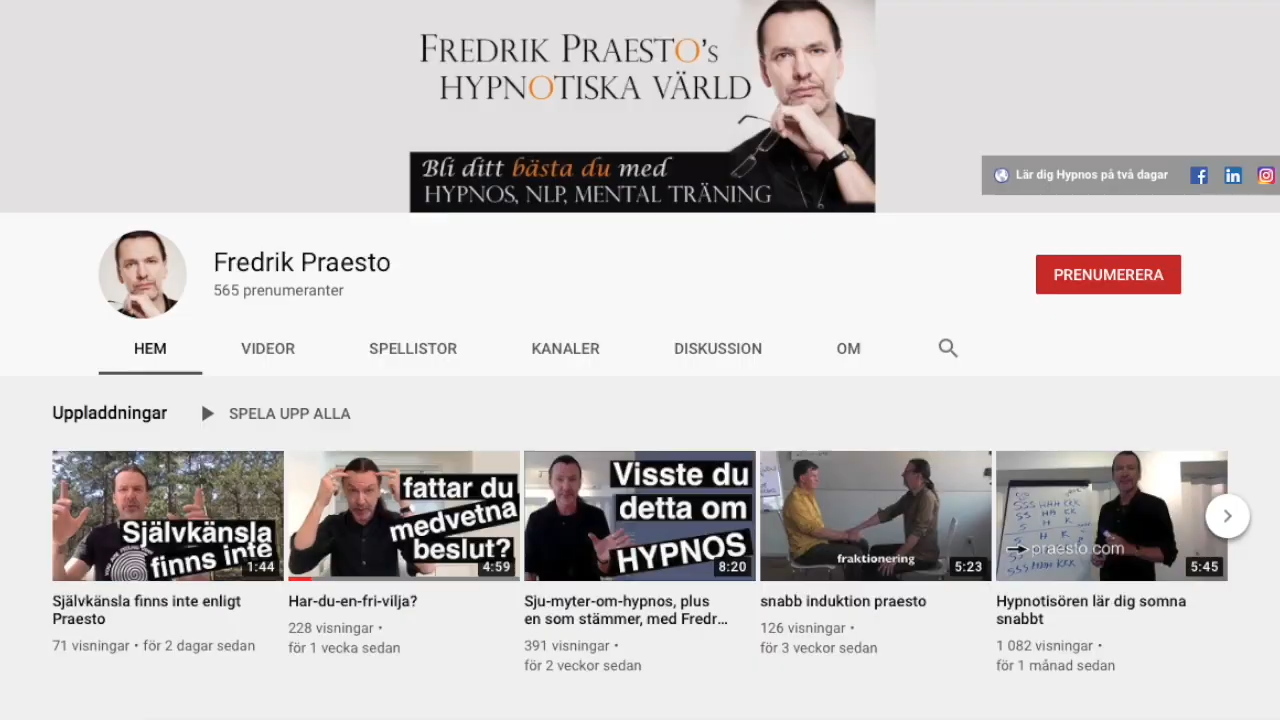 FREDRIK PRAESTO's
HYPNOTISKA VÄRLD
Bli ditt bästa du med
HYPNOS, NLP, MENTAL TRÄNING
Lär dig Hypnos på två dagar
Fredrik Praesto
565 prenumeranter
PRENUMERERA
HEM VIDEOR SPELLISTOR KANALER DISKUSSION OM
Uppladdningar SPELA UPP ALLA
Självkänsla
finns inte
1:44
fattar du
medvetna
beslut?
4:59
Visste du
detta om
HYPNOS
8:20
fraktionering
5:23
praesto.com
5:45
Självkänsla finns inte enligt
Praesto
71 visningar • för 2 dagar sedan
Har-du-en-fri-vilja?
228 visningar •
för 1 vecka sedan
Sju-myter-om-hypnos, plus
en som stämmer, med Fredr...
391 visningar •
för 2 veckor sedan
snabb induktion praesto
126 visningar •
för 3 veckor sedan
Hypnotisören lär dig somna
snabbt
1 082 visningar •
för 1 månad sedan